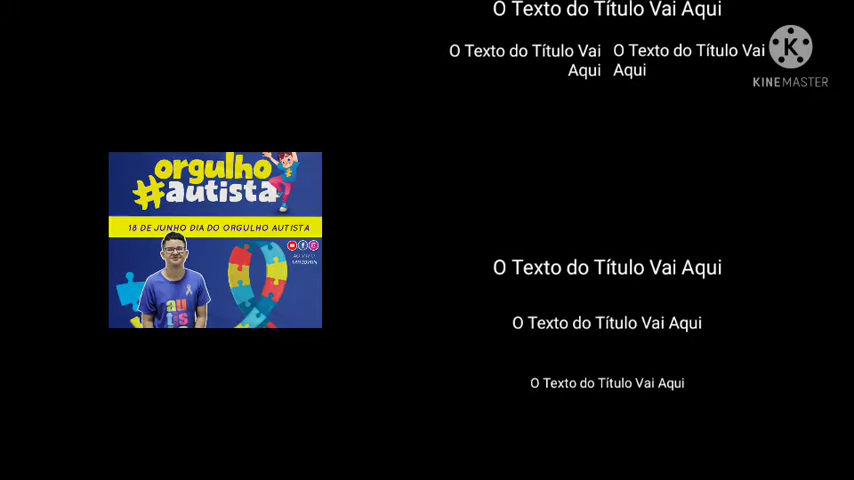 O Texto do Título Vai Aqui
O Texto do Título Vai
Aqui
O Texto do Título Vai
Aqui
KINEMASTER
orgulho
#autista
18 DE JUNHO DIA DO ORGULHO AUTISTA
au
tis
O Texto do Título Vai Aqui
O Texto do Título Vai Aqui
O Texto do Título Vai Aqui